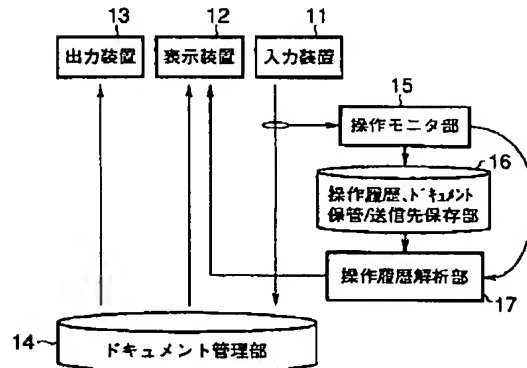 13
12
11
出力装置
表示装置
入力装置
15
操作モニタ部
16
操作履歴、ドキュメント
保管/送信先保存部
操作履歴解析部
17
14
ドキュメント管理部